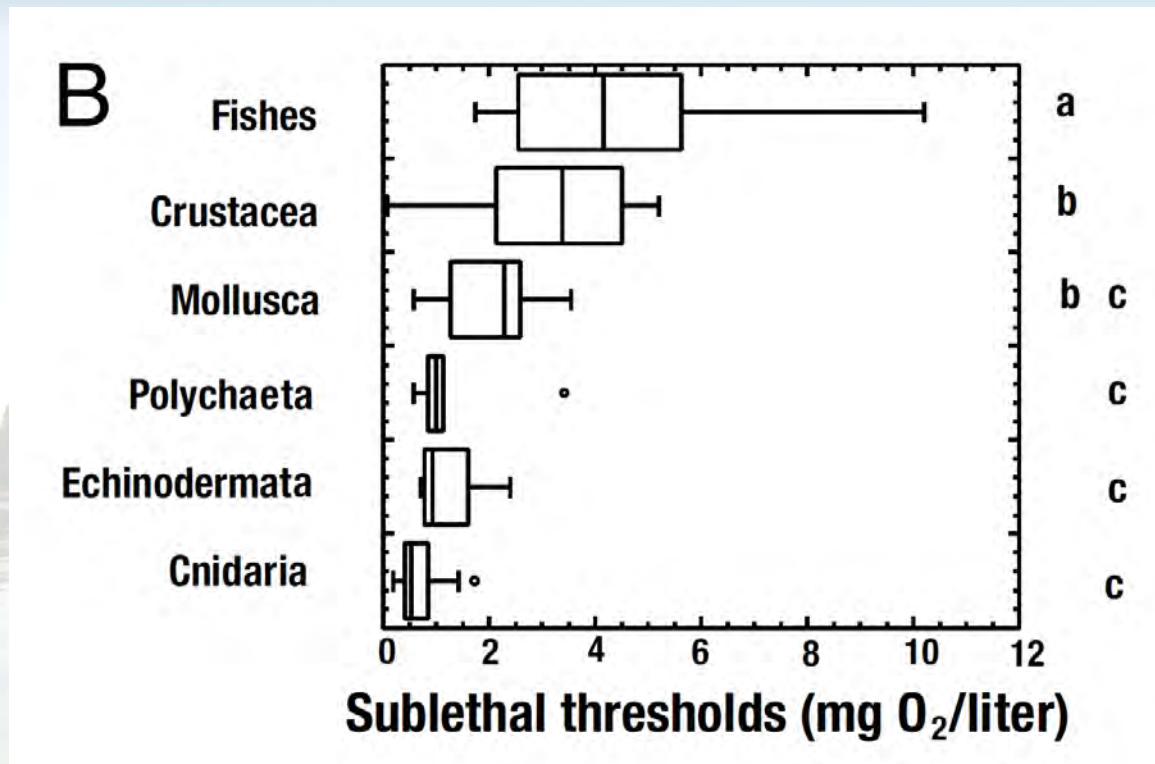 B
Fishes a
Crustacea b
Mollusca b c
Polychaeta c
Echinodermata c
Cnidaria c
0 2 4 6 8 10 12
Sublethal thresholds (mg O₂/liter)